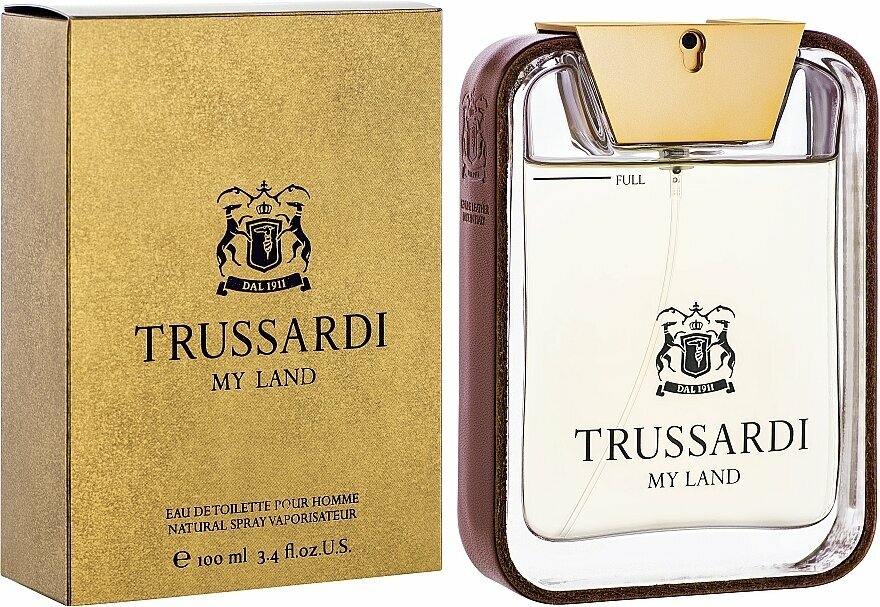 DAL 1911
TRUSSARDI
MY LAND
EAU DE TOILETTE POUR HOMME
NATURAL SPRAY VAPORISATEUR
e 100 ml 3.4 fl.oz.U.S.
FULL
DAL 1911
TRUSSARDI
MY LAND